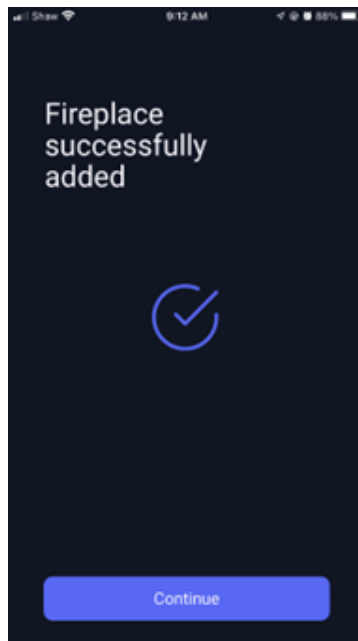 Shaw 9:12 AM 88%
Fireplace
successfully
added
Continue